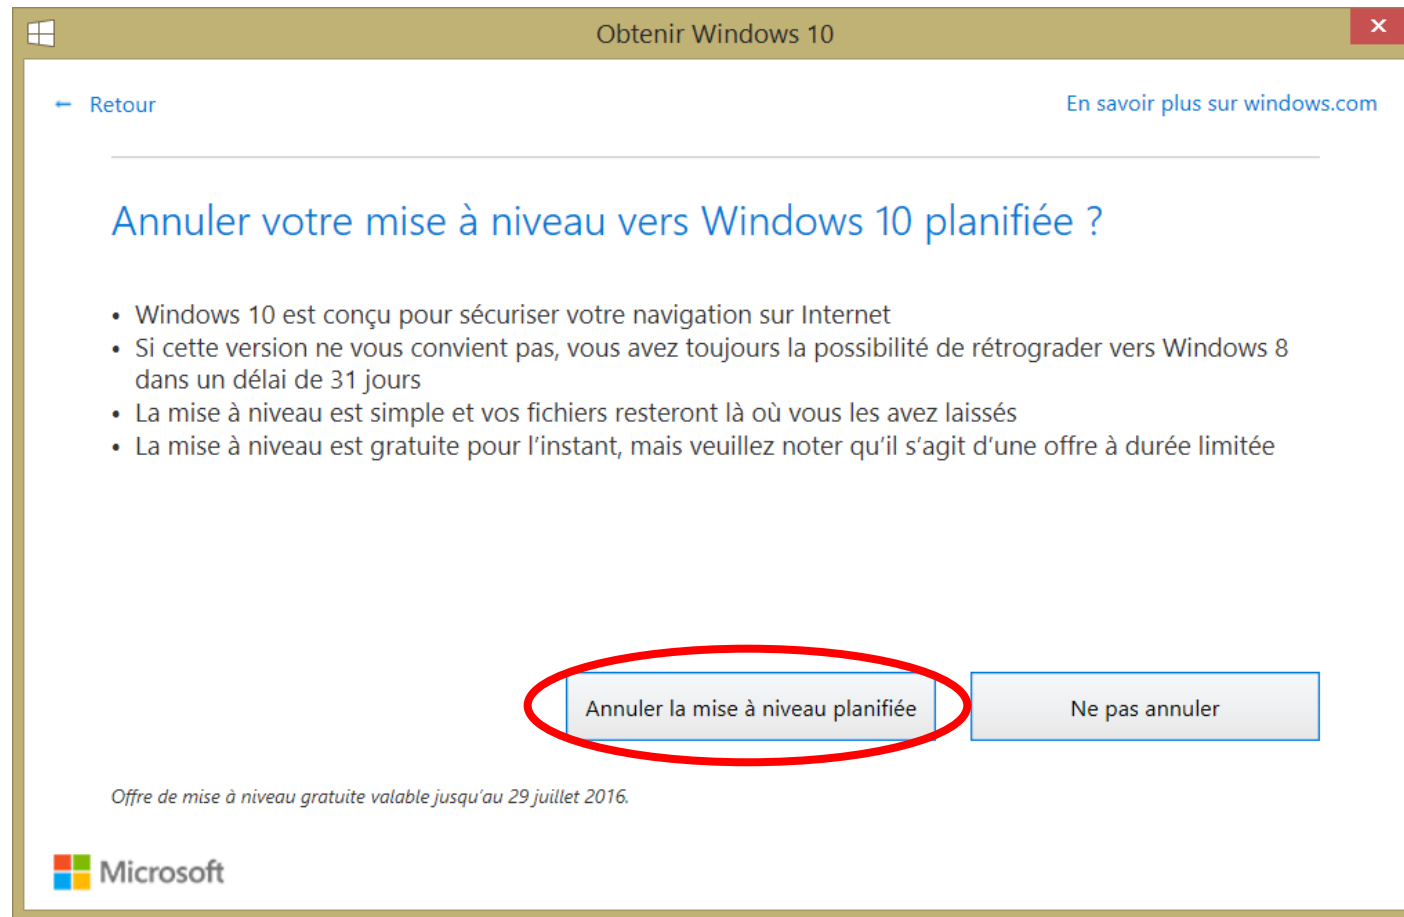 Obtenir Windows 10
x
← Retour
En savoir plus sur windows.com
Annuler votre mise à niveau vers Windows 10 planifiée ?
• Windows 10 est conçu pour sécuriser votre navigation sur Internet
• Si cette version ne vous convient pas, vous avez toujours la possibilité de rétrograder vers Windows 8
dans un délai de 31 jours
• La mise à niveau est simple et vos fichiers resteront là où vous les avez laissés
• La mise à niveau est gratuite pour l’instant, mais veuillez noter qu’il s’agit d’une offre à durée limitée
Annuler la mise à niveau planifiée
Ne pas annuler
Offre de mise à niveau gratuite valable jusqu’au 29 juillet 2016.
Microsoft